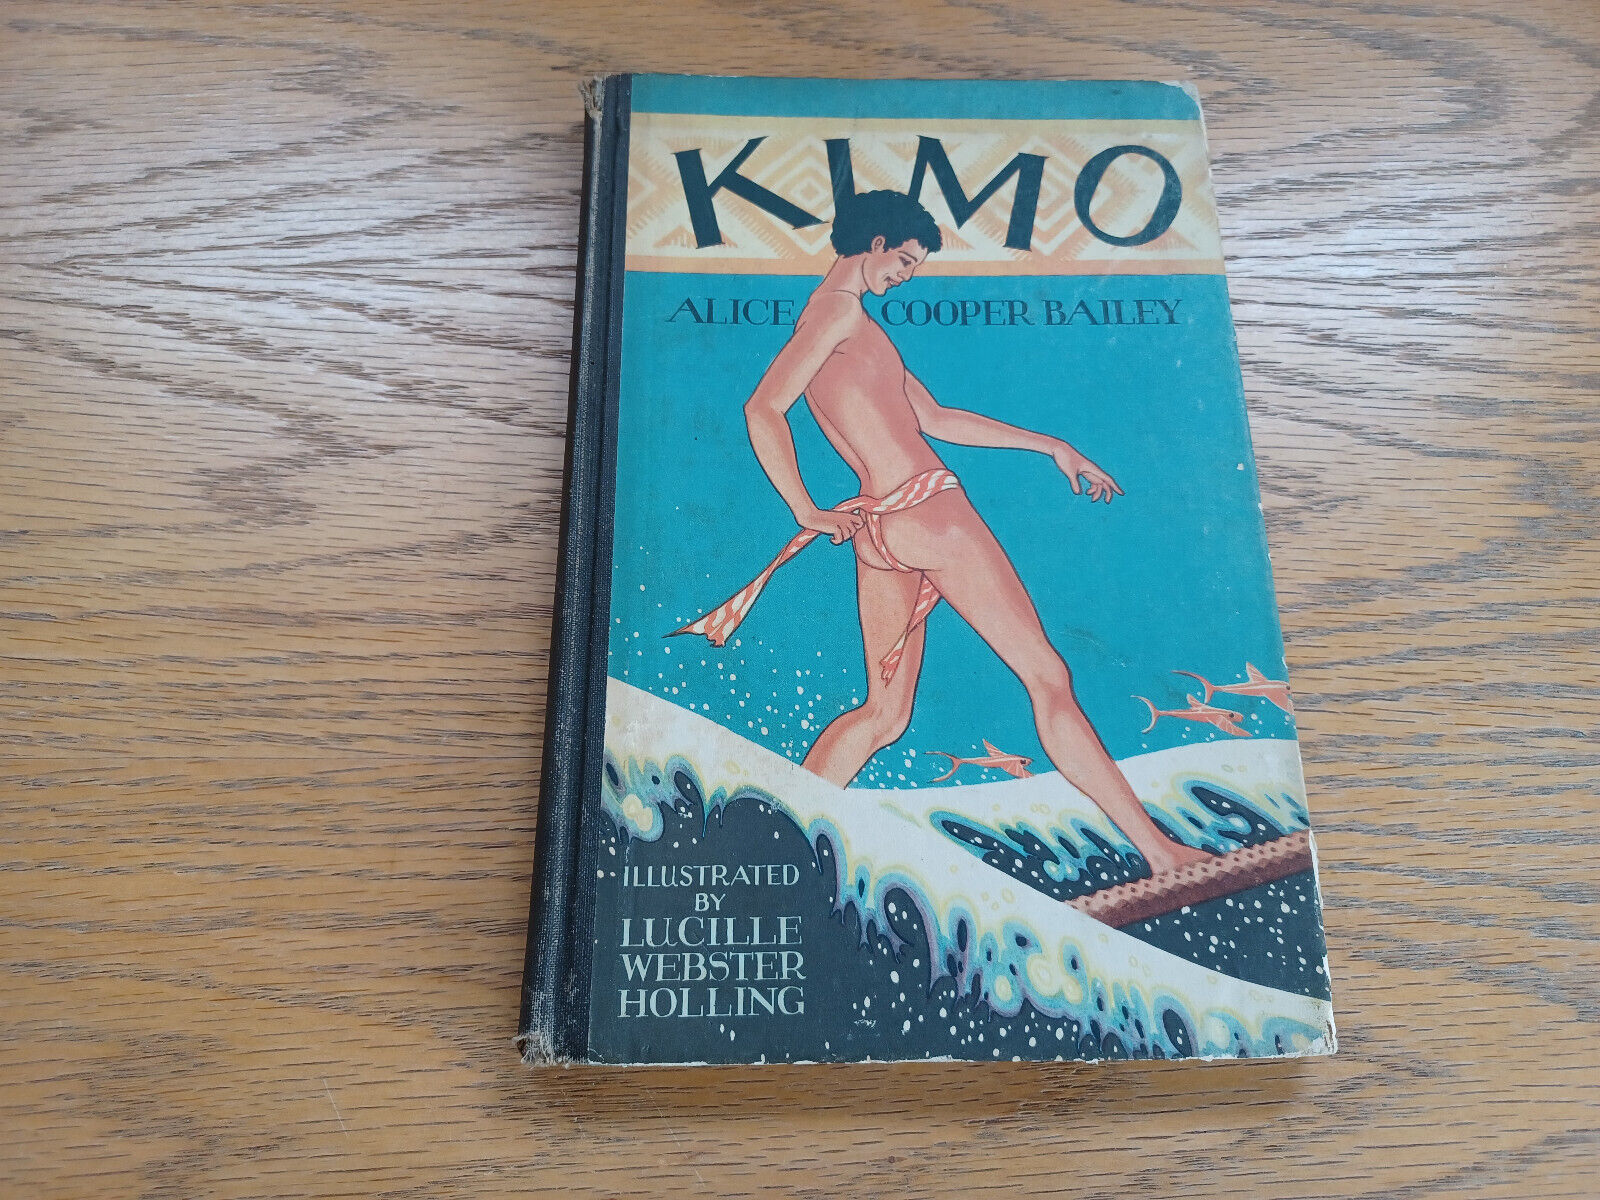 KIMO
ALICE COOPER BAILEY
ILLUSTRATED
BY
LUCILLE
WEBSTER
HOLLING